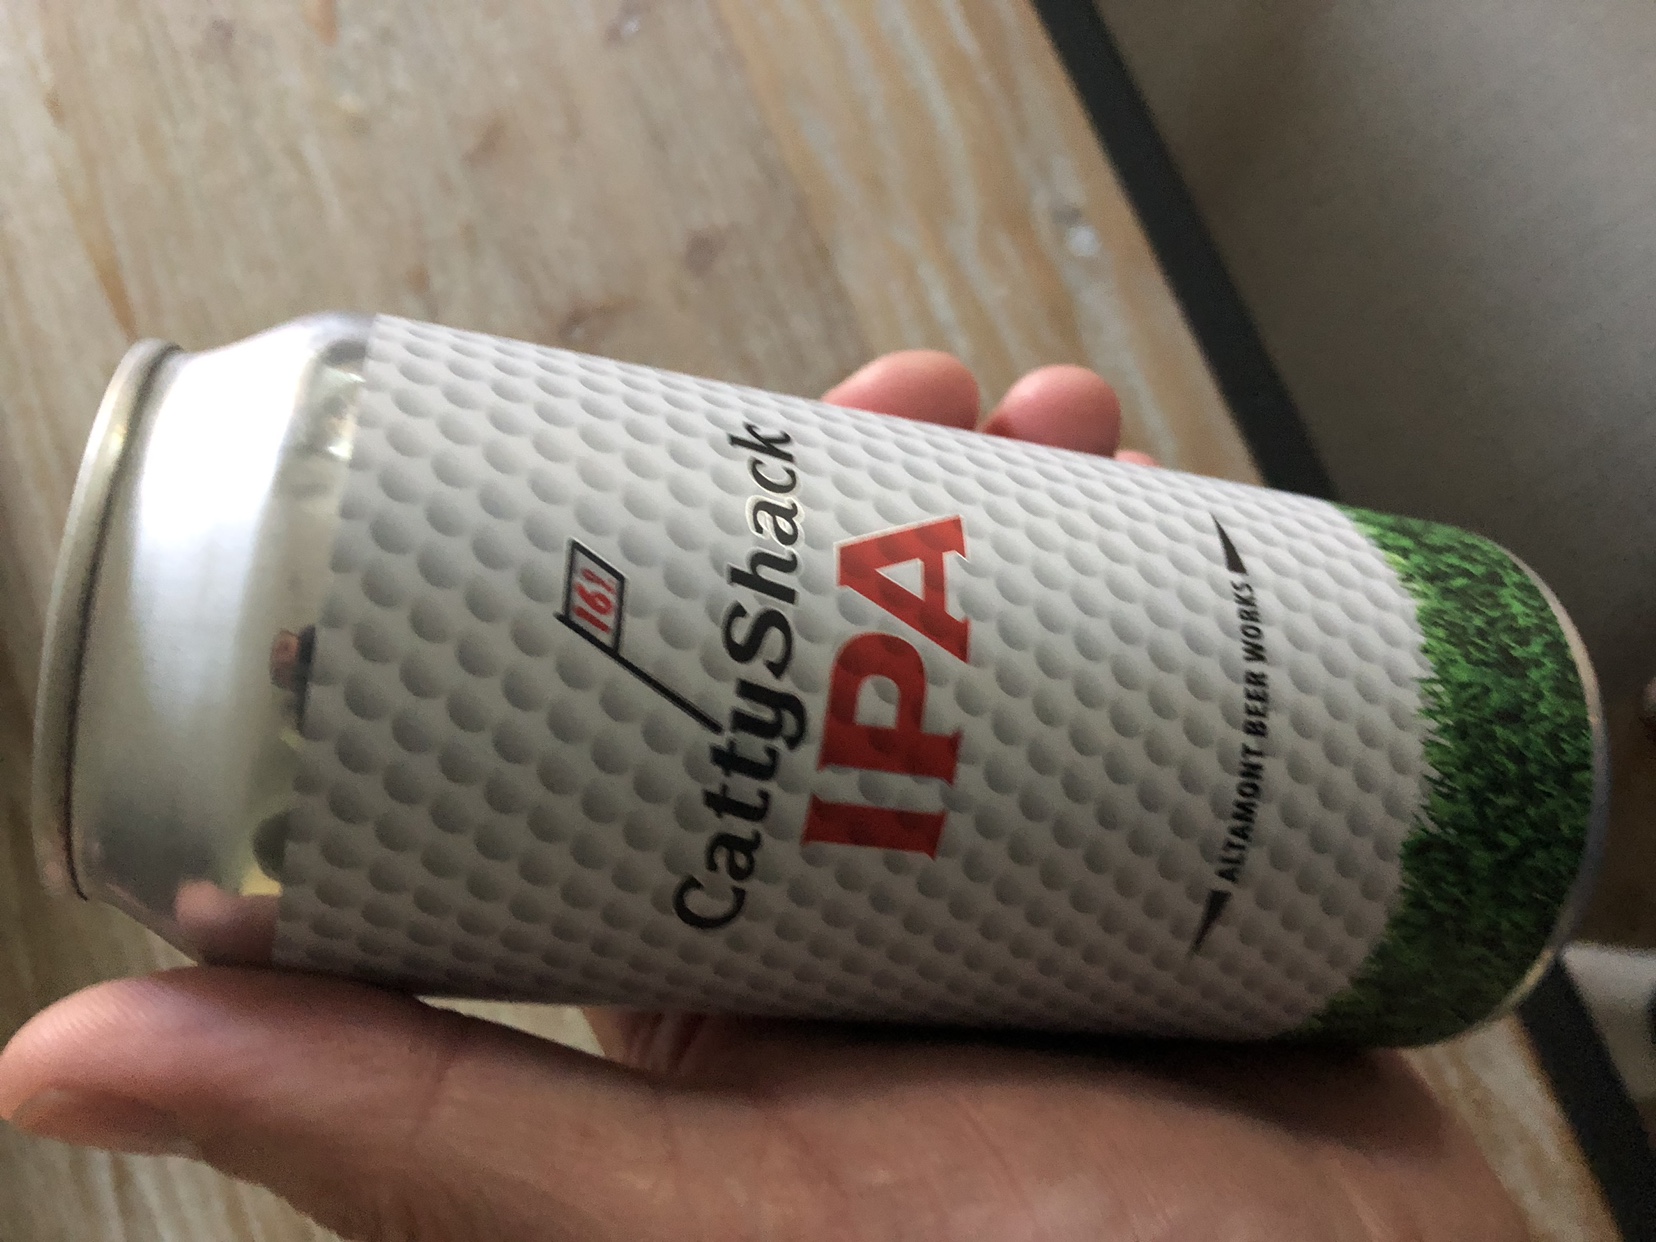 16?
CattyShack
IPA
ALTAMONT BEER WORKS